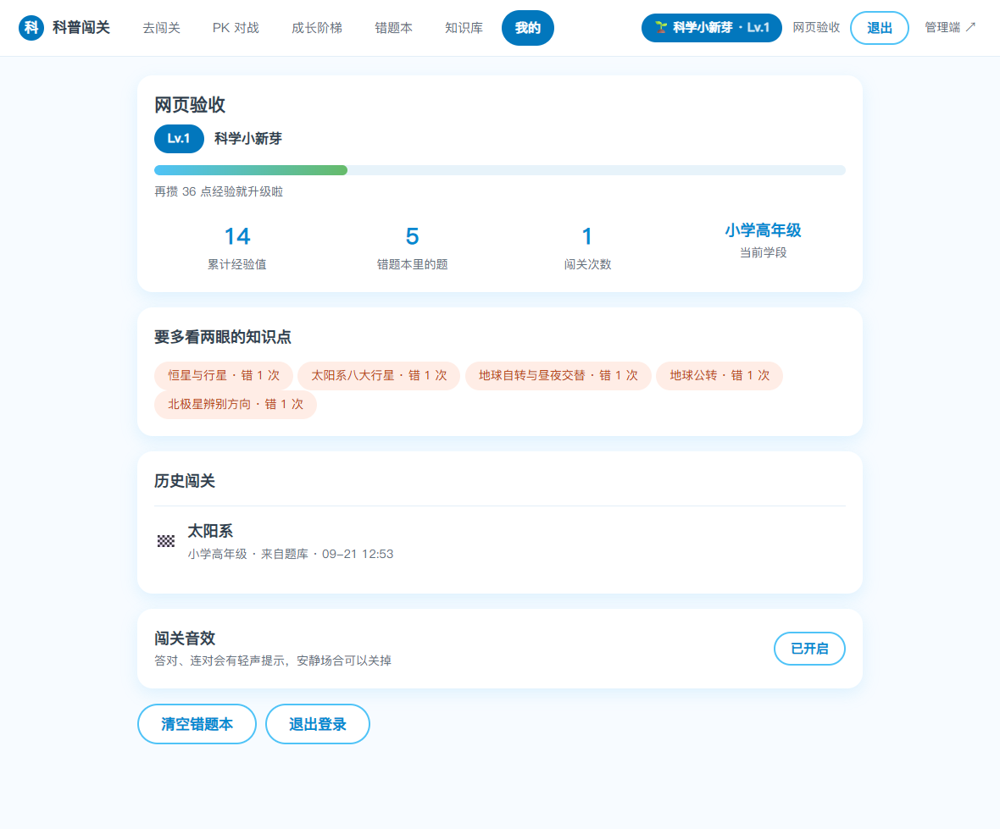 科 科普闯关 去闯关 PK 对战 成长阶梯 错题本 知识库 我的 🌱 科学小新芽 · Lv.1 网页验收 退出 管理端 ↗
网页验收
Lv.1 科学小新芽
再攒 36 点经验就升级啦
14 5 1 小学高年级
累计经验值 错题本里的题 闯关次数 当前学段
要多看两眼的知识点
恒星与行星 · 错 1 次 太阳系八大行星 · 错 1 次 地球自转与昼夜交替 · 错 1 次 地球公转 · 错 1 次
北极星辨别方向 · 错 1 次
历史闯关
太阳系
小学高年级 · 来自题库 · 09-21 12:53
闯关音效
答对、连对会有轻声提示，安静场合可以关掉
已开启
清空错题本 退出登录